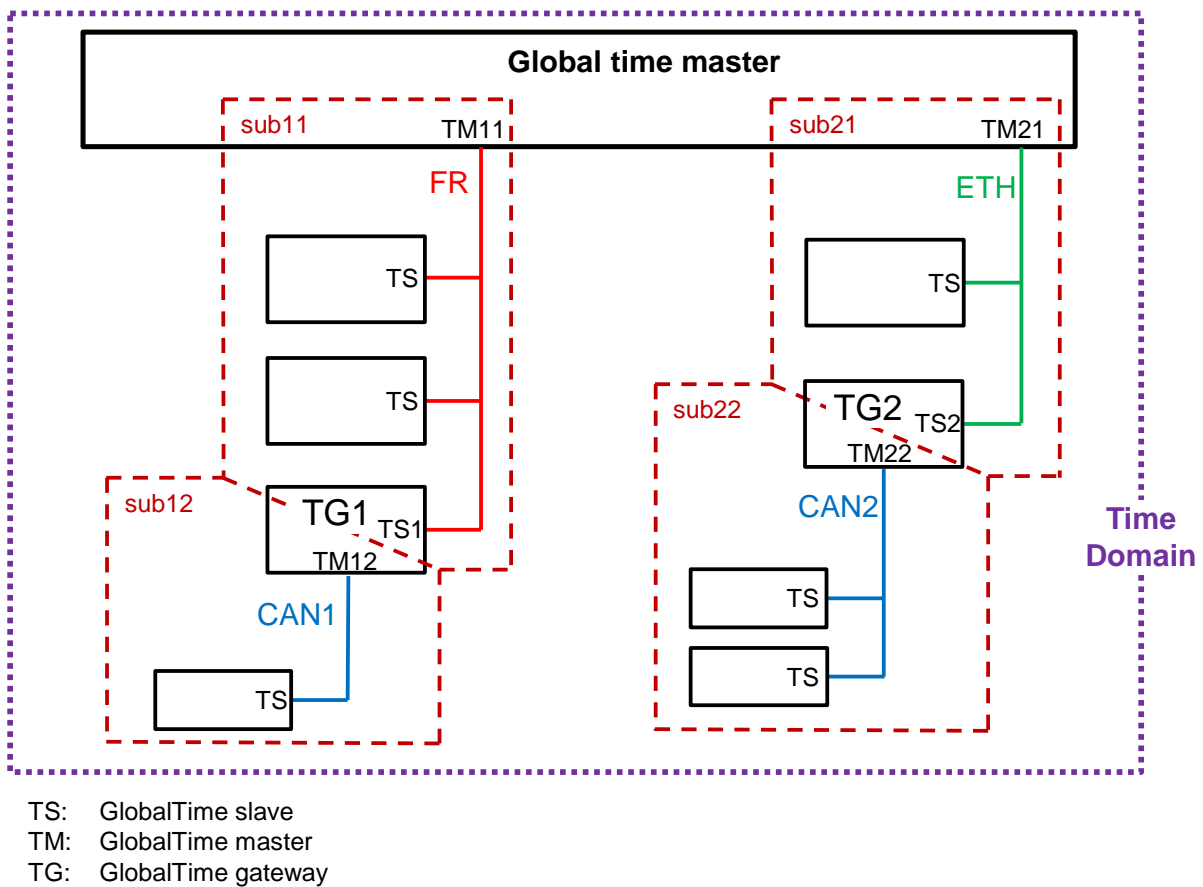 Global time master
sub11
TM11
sub21
TM21
FR
ETH
TS
TS
TS
sub22
TG2
TS2
TM22
sub12
TG1
TS1
TM12
CAN2
Time
Domain
CAN1
TS
TS
TS
TS: GlobalTime slave
TM: GlobalTime master
TG: GlobalTime gateway